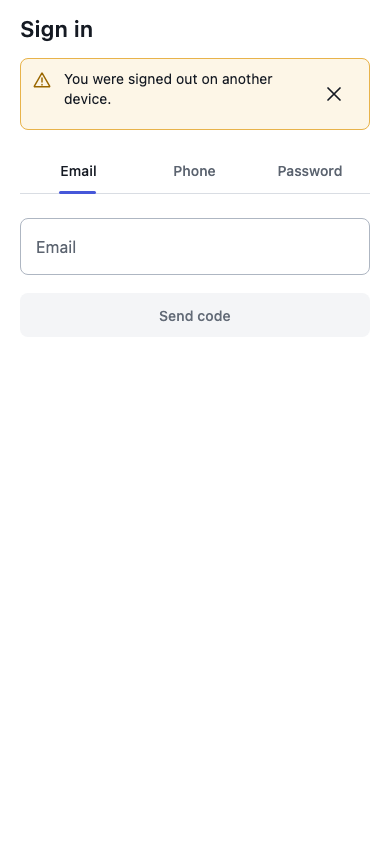 Sign in
You were signed out on another
device.
Email
Phone
Password
Email
Send code